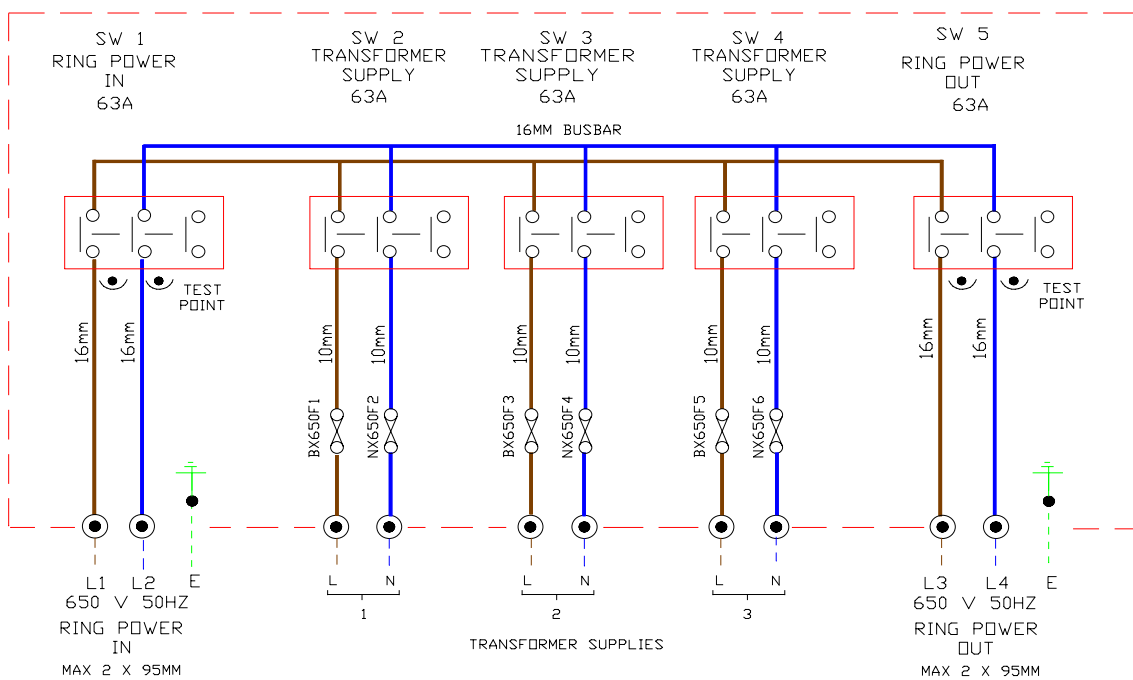 SW 1
RING POWER
IN
63A
SW 2
TRANSFORMER
SUPPLY
63A
SW 3
TRANSFORMER
SUPPLY
63A
SW 4
TRANSFORMER
SUPPLY
63A
SW 5
RING POWER
OUT
63A
16MM BUSBAR
TEST
POINT
TEST
POINT
16mm
16mm
10mm
10mm
10mm
10mm
10mm
10mm
16mm
16mm
BX650F1
NX650F2
BX650F3
NX650F4
BX650F5
NX650F6
L1
L2
E
650 V 50HZ
RING POWER
IN
MAX 2 X 95MM
L
N
1
L
N
2
L
N
3
TRANSFORMER SUPPLIES
L3
L4
E
650 V 50HZ
RING POWER
OUT
MAX 2 X 95MM